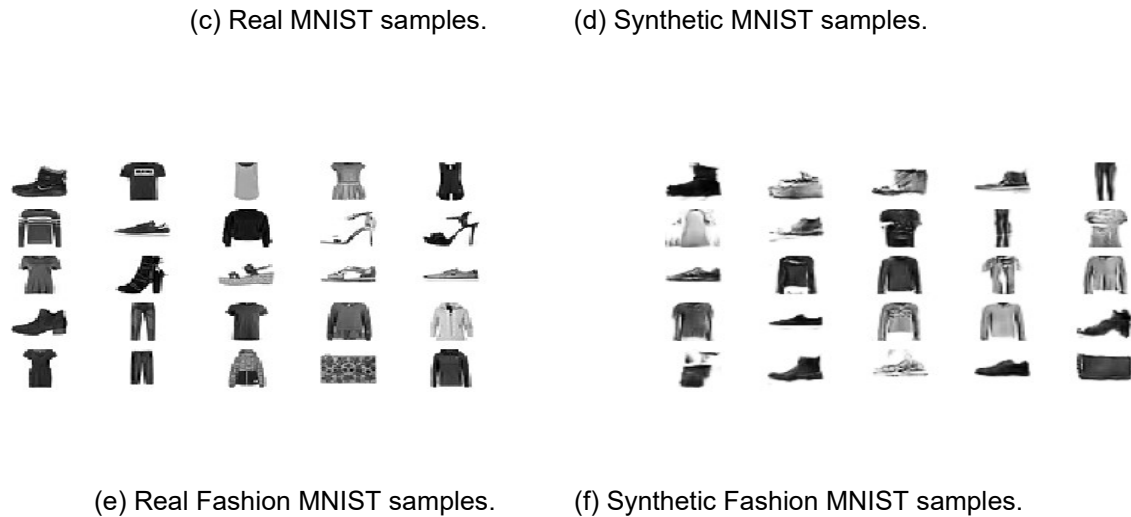 (c) Real MNIST samples.
(d) Synthetic MNIST samples.
(e) Real Fashion MNIST samples.
(f) Synthetic Fashion MNIST samples.